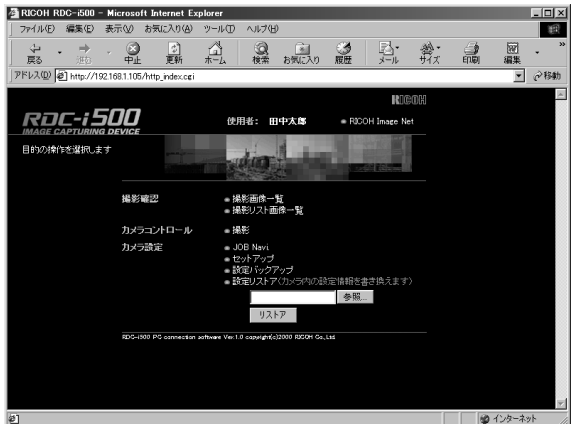 RICOH RDC-i500 - Microsoft Internet Explorer
ファイル(F) 編集(E) 表示(V) お気に入り(A) ツール(T) ヘルプ(H)
戻る 進む 中止 更新 ホーム 検索 お気に入り 履歴 メール サイズ 印刷 編集 »
アドレス(D) http://192.168.1.105/http_index.cgi 移動
RICOH
RDC-i500
IMAGE CAPTURING DEVICE
使用者: 田中太郎 RICOH Image Net
目的の操作を選択します
撮影確認 撮影画像一覧
撮影リスト画像一覧
カメラコントロール 撮影
カメラ設定 JOB Navi
セットアップ
設定バックアップ
設定リストア(カメラ内の設定情報を書き換えます)
参照...
リストア
RDC-i500 PC connection software Ver.1.0 copyright(c)2000 RICOH Co.,Ltd.
インターネット